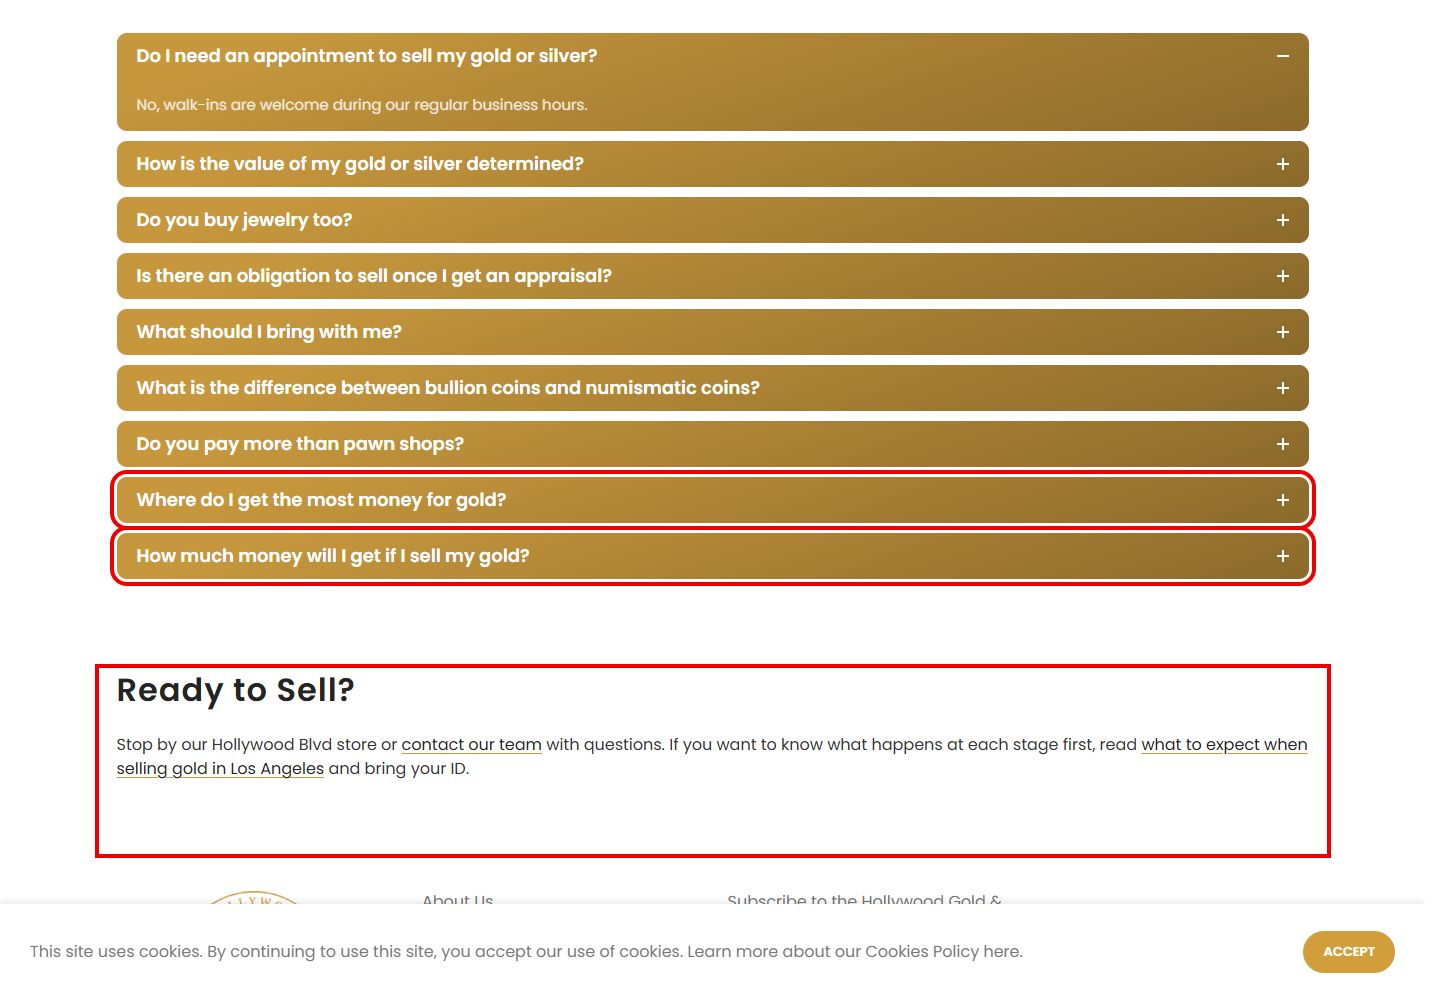 Do I need an appointment to sell my gold or silver?
No, walk-ins are welcome during our regular business hours.
How is the value of my gold or silver determined?
Do you buy jewelry too?
Is there an obligation to sell once I get an appraisal?
What should I bring with me?
What is the difference between bullion coins and numismatic coins?
Do you pay more than pawn shops?
Where do I get the most money for gold?
How much money will I get if I sell my gold?
Ready to Sell?
Stop by our Hollywood Blvd store or contact our team with questions. If you want to know what happens at each stage first, read what to expect when
selling gold in Los Angeles and bring your ID.
About Us
Subscribe to the Hollywood Gold &
This site uses cookies. By continuing to use this site, you accept our use of cookies. Learn more about our Cookies Policy here.
ACCEPT